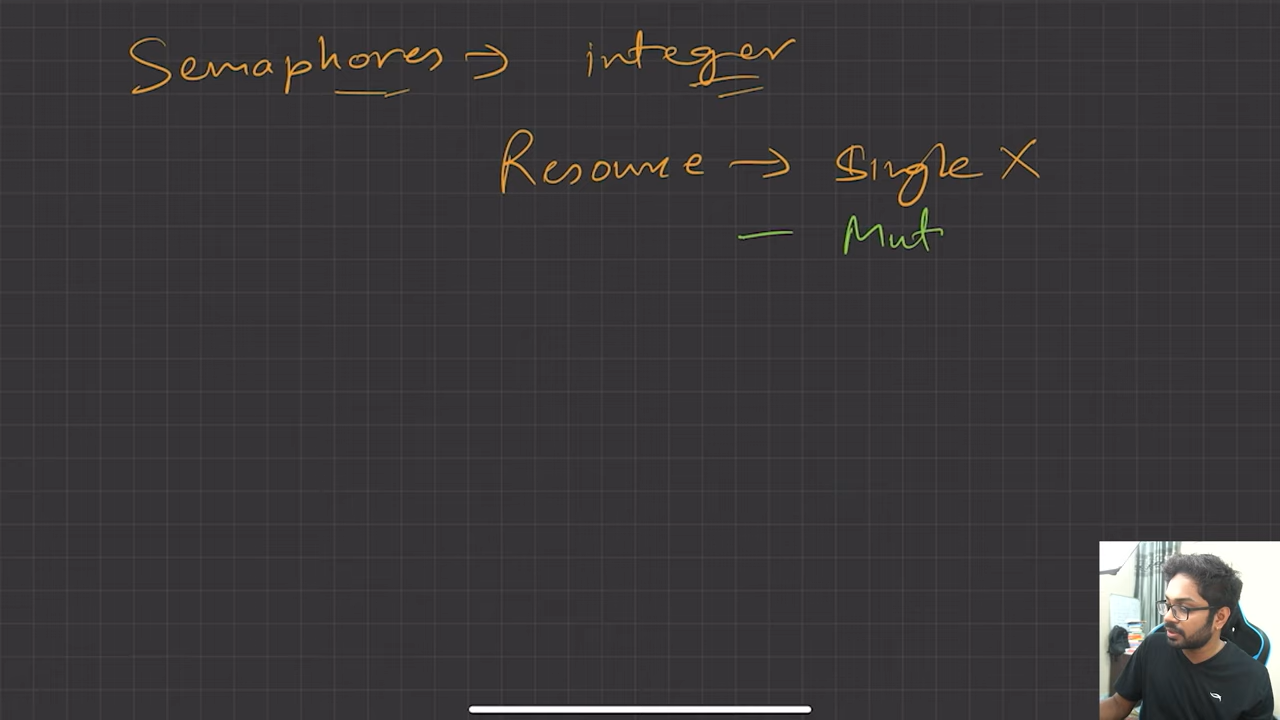 Semaphores → integer
Resource → Single X
— Mut